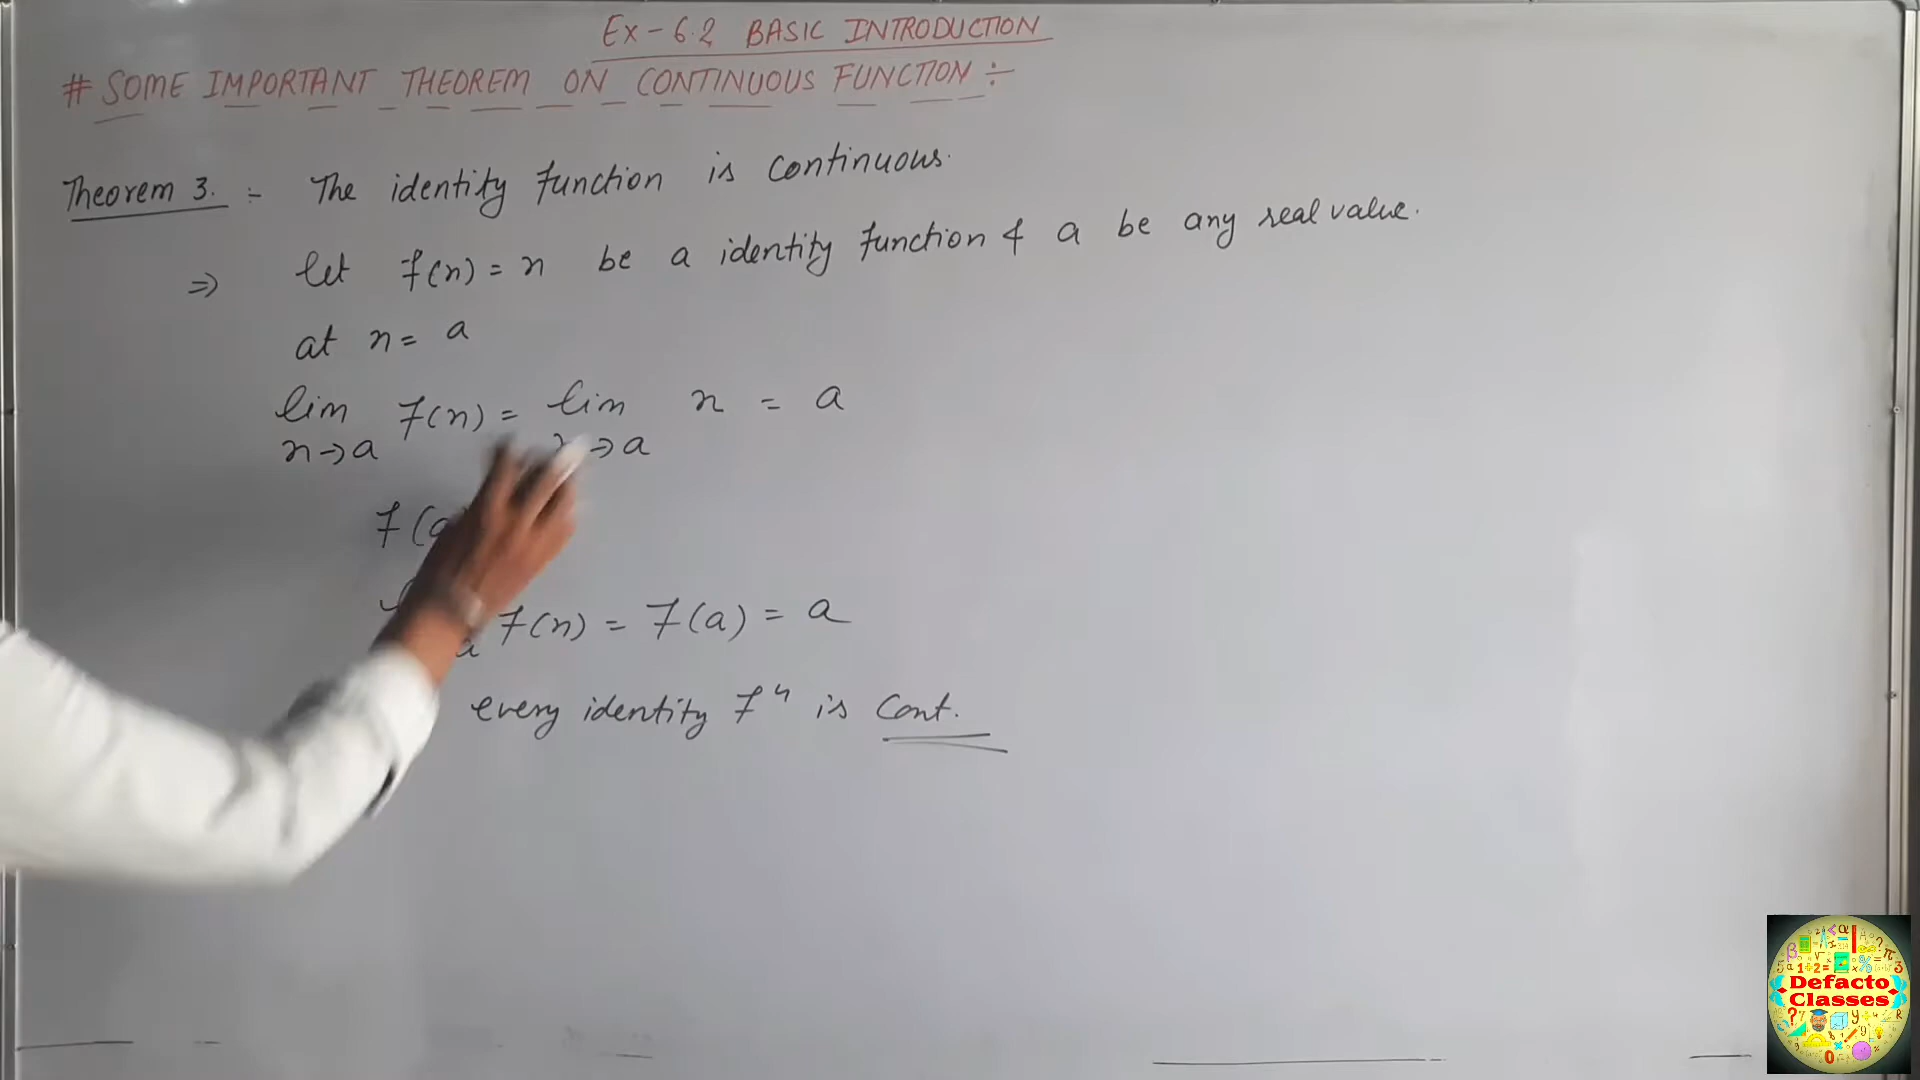 Ex - 6.2 BASIC INTRODUCTION
# SOME IMPORTANT THEOREM ON CONTINUOUS FUNCTION ÷
Theorem 3. :- The identity function is continuous.
⇒ let f(n) = n be a identity function & a be any real value.
at n = a
lim f(n) = lim n = a
n→a →a
f(a
a f(n) = f(a) = a
every identity fⁿ is cont.
Defacto
Classes